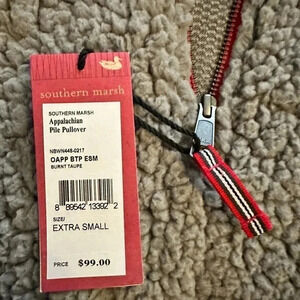 southern marsh
SOUTHERN MARSH
Appalachian
Pile Pullover
NBWN448-0217
OAPP BTP ESM
BURNT TAUPE
8 89542 13392 2
SIZE/
EXTRA SMALL
PRICE $99.00